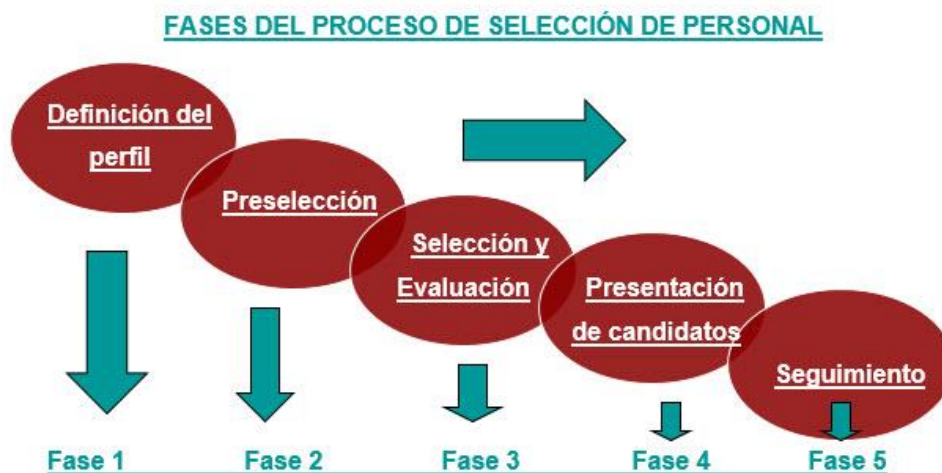 FASES DEL PROCESO DE SELECCIÓN DE PERSONAL
Definición del
perfil
Preselección
Selección y
Evaluación
Presentación
de candidatos
Seguimiento
Fase 1 Fase 2 Fase 3 Fase 4 Fase 5